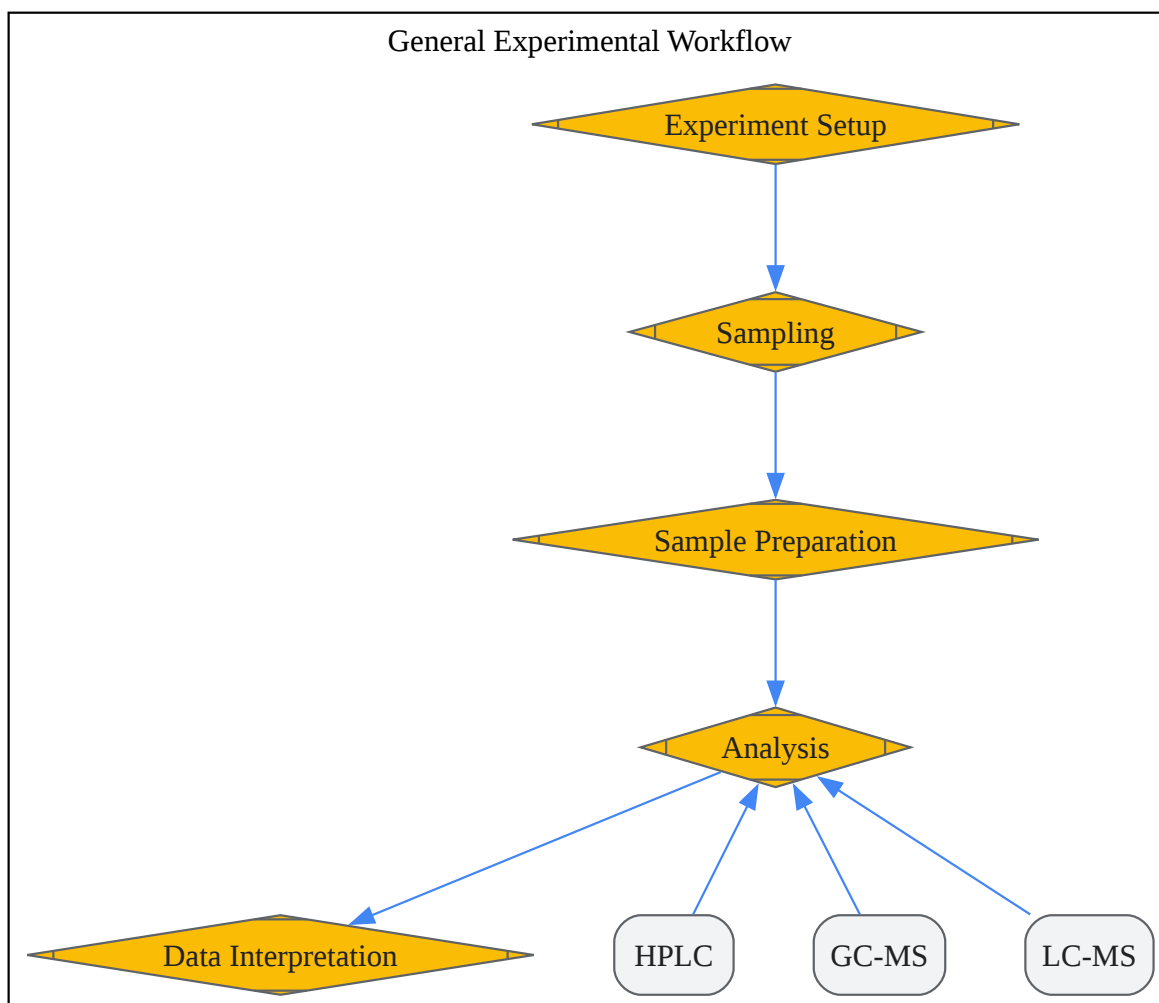 General Experimental Workflow
Experiment Setup
Sampling
Sample Preparation
Analysis
Data Interpretation
HPLC
GC-MS
LC-MS